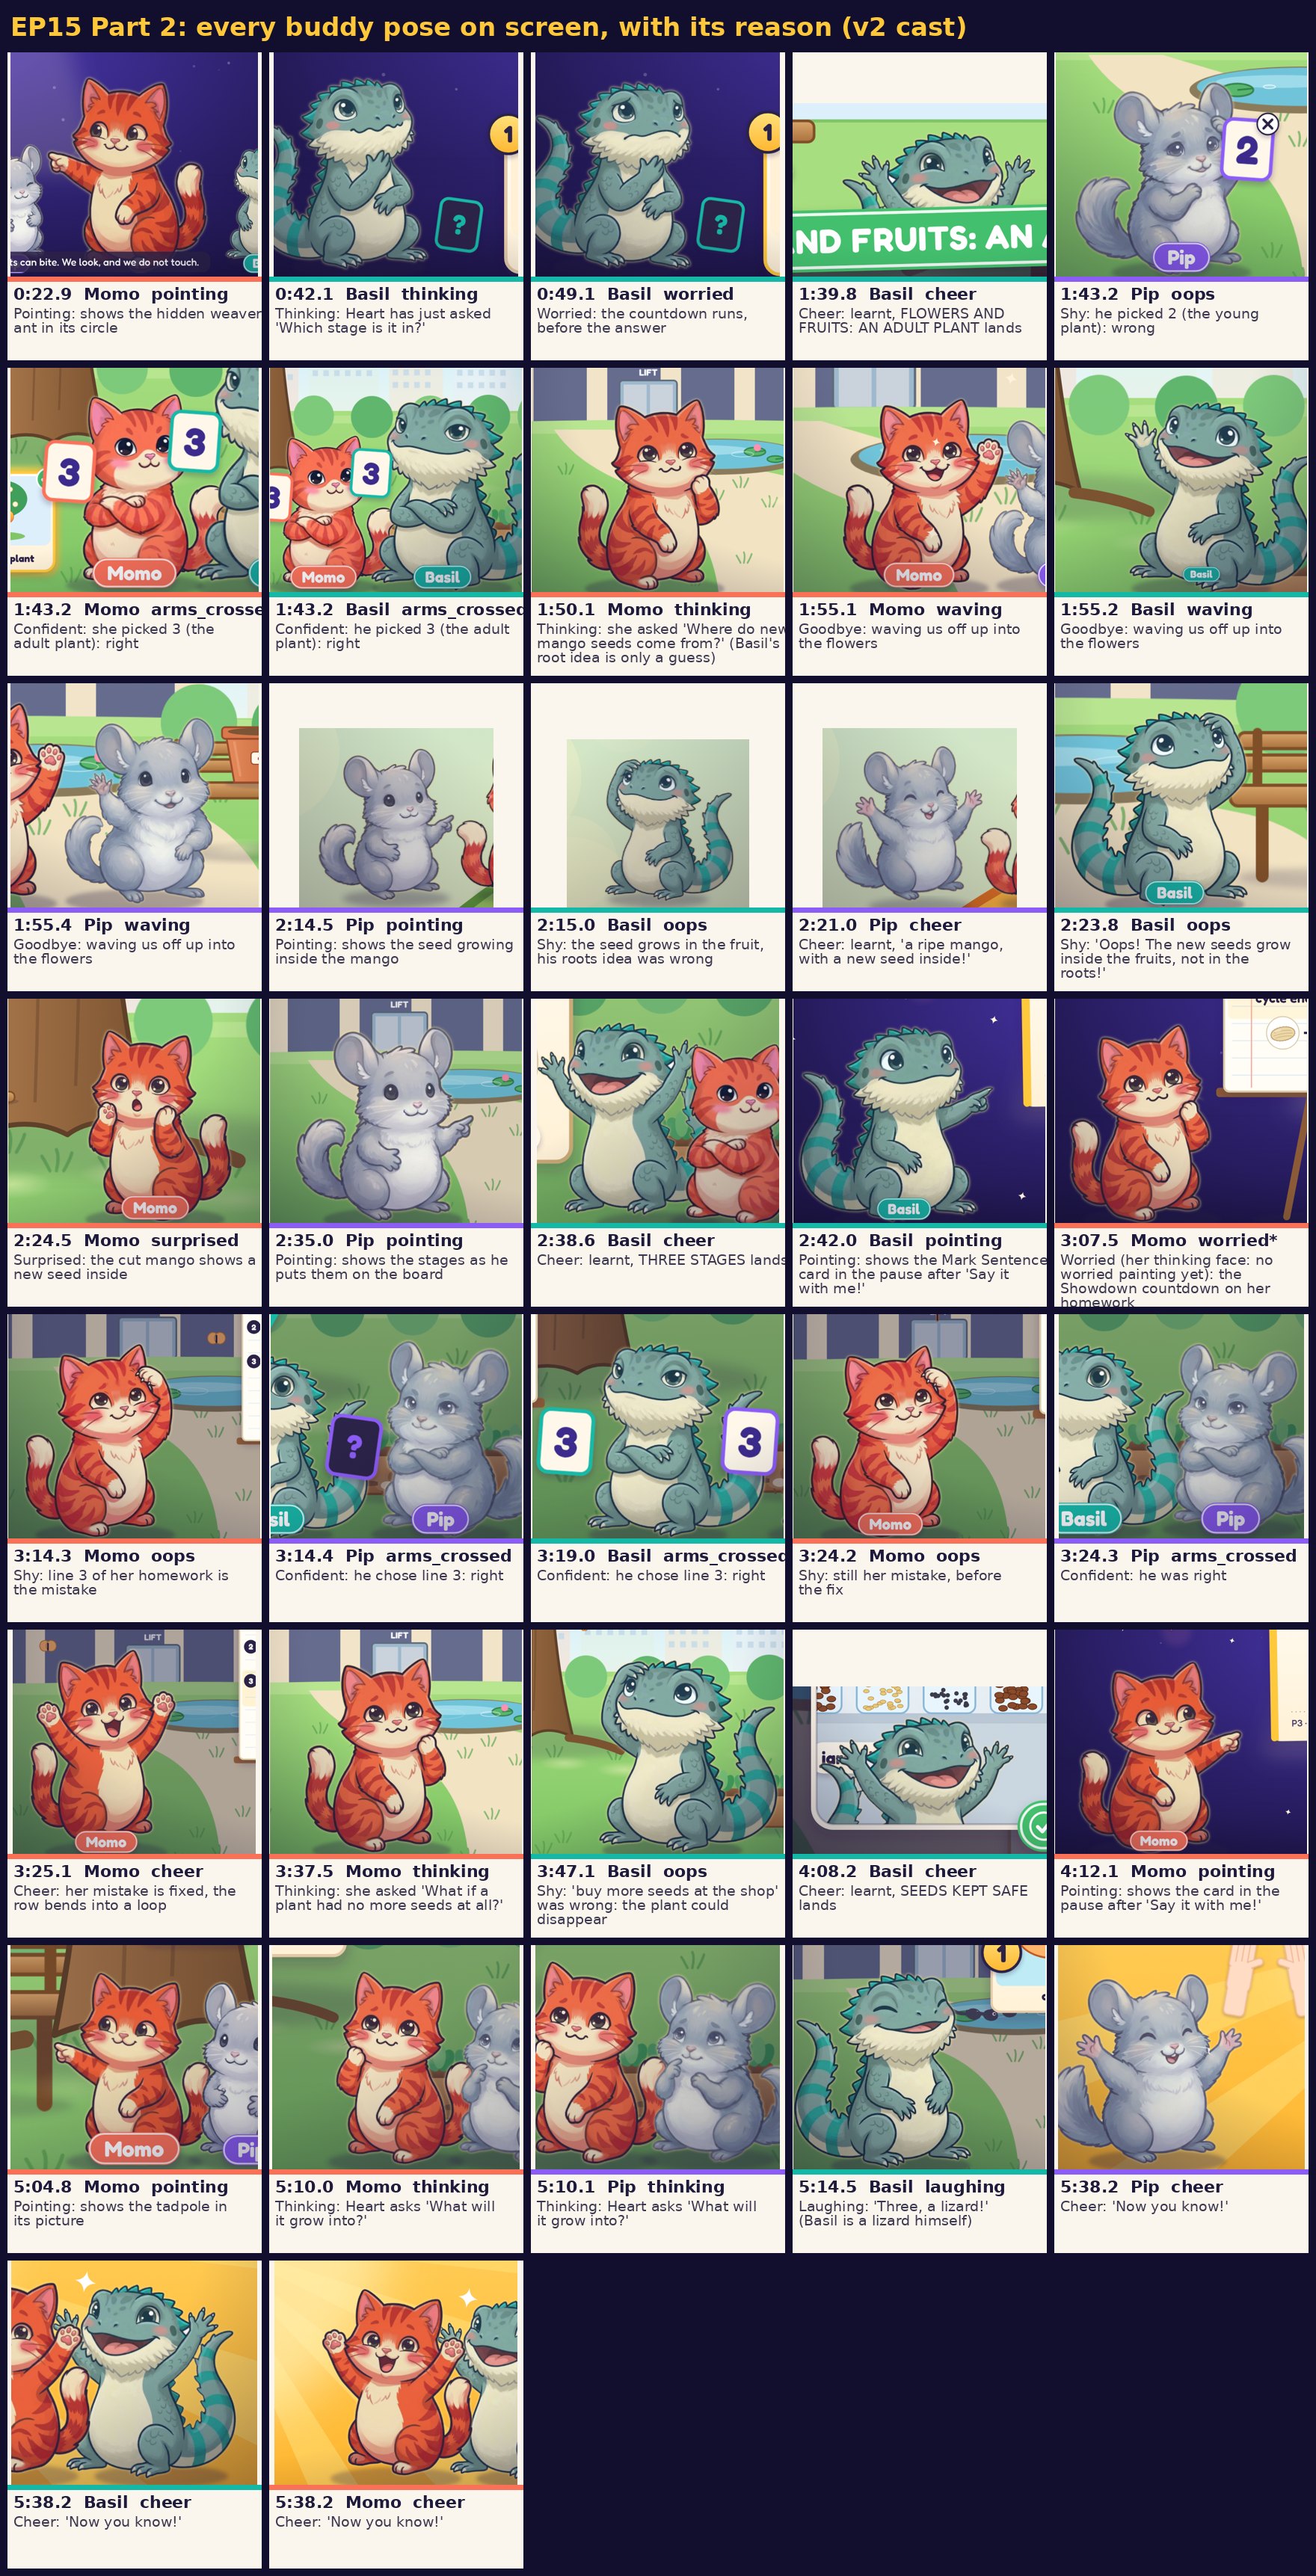 EP15 Part 2: every buddy pose on screen, with its reason (v2 cast)
ts can bite. We look, and we do not touch.
1
?
1
?
ND FRUITS: AN A
2
Pip
0:22.9 Momo pointing
Pointing: shows the hidden weaver
ant in its circle
0:42.1 Basil thinking
Thinking: Heart has just asked
'Which stage is it in?'
0:49.1 Basil worried
Worried: the countdown runs,
before the answer
1:39.8 Basil cheer
Cheer: learnt, FLOWERS AND
FRUITS: AN ADULT PLANT lands
1:43.2 Pip oops
Shy: he picked 2 (the young
plant): wrong
3
3
plant
Momo
3
Momo
Basil
LIFT
Momo
Basil
1:43.2 Momo arms_crosse
Confident: she picked 3 (the
adult plant): right
1:43.2 Basil arms_crossed
Confident: he picked 3 (the adult
plant): right
1:50.1 Momo thinking
Thinking: she asked 'Where do new
mango seeds come from?' (Basil's
root idea is only a guess)
1:55.1 Momo waving
Goodbye: waving us off up into
the flowers
1:55.2 Basil waving
Goodbye: waving us off up into
the flowers
Basil
1:55.4 Pip waving
Goodbye: waving us off up into
the flowers
2:14.5 Pip pointing
Pointing: shows the seed growing
inside the mango
2:15.0 Basil oops
Shy: the seed grows in the fruit,
his roots idea was wrong
2:21.0 Pip cheer
Cheer: learnt, 'a ripe mango,
with a new seed inside!'
2:23.8 Basil oops
Shy: 'Oops! The new seeds grow
inside the fruits, not in the
roots!'
Momo
LIFT
Basil
cycle en
2:24.5 Momo surprised
Surprised: the cut mango shows a
new seed inside
2:35.0 Pip pointing
Pointing: shows the stages as he
puts them on the board
2:38.6 Basil cheer
Cheer: learnt, THREE STAGES lands
2:42.0 Basil pointing
Pointing: shows the Mark Sentence
card in the pause after 'Say it
with me!'
3:07.5 Momo worried*
Worried (her thinking face: no
worried painting yet): the
Showdown countdown on her
homework
2
3
?
sil
Pip
3
3
Momo
Basil
Pip
3:14.3 Momo oops
Shy: line 3 of her homework is
the mistake
3:14.4 Pip arms_crossed
Confident: he chose line 3: right
3:19.0 Basil arms_crossed
Confident: he chose line 3: right
3:24.2 Momo oops
Shy: still her mistake, before
the fix
3:24.3 Pip arms_crossed
Confident: he was right
LIFT
2
3
Momo
LIFT
ia
P3
Momo
3:25.1 Momo cheer
Cheer: her mistake is fixed, the
row bends into a loop
3:37.5 Momo thinking
Thinking: she asked 'What if a
plant had no more seeds at all?'
3:47.1 Basil oops
Shy: 'buy more seeds at the shop'
was wrong: the plant could
disappear
4:08.2 Basil cheer
Cheer: learnt, SEEDS KEPT SAFE
lands
4:12.1 Momo pointing
Pointing: shows the card in the
pause after 'Say it with me!'
Momo
Pi
1
5:04.8 Momo pointing
Pointing: shows the tadpole in
its picture
5:10.0 Momo thinking
Thinking: Heart asks 'What will
it grow into?'
5:10.1 Pip thinking
Thinking: Heart asks 'What will
it grow into?'
5:14.5 Basil laughing
Laughing: 'Three, a lizard!'
(Basil is a lizard himself)
5:38.2 Pip cheer
Cheer: 'Now you know!'
5:38.2 Basil cheer
Cheer: 'Now you know!'
5:38.2 Momo cheer
Cheer: 'Now you know!'